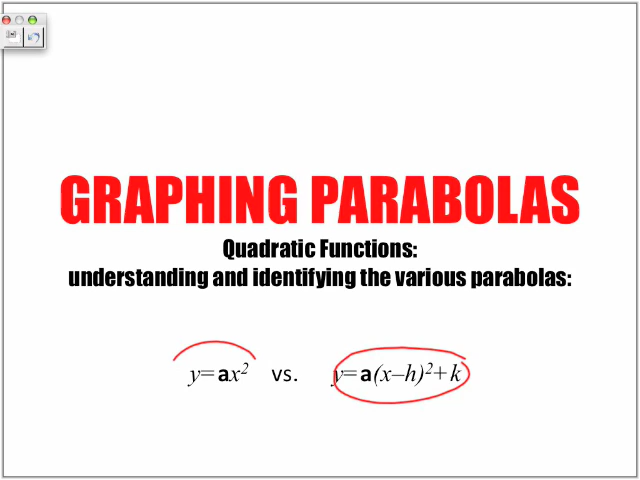 GRAPHING PARABOLAS
Quadratic Functions:
understanding and identifying the various parabolas:
y=ax² vs. y=a(x–h)²+k